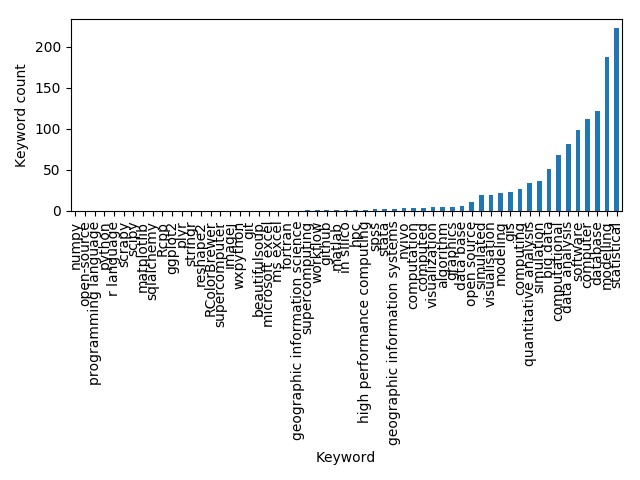 Keyword count
200
150
100
50
0
numpy
open-source
programming language
python
r language
scrapy
scipy
matplotlib
sqlalchemy
Rcpp
ggplot2
plyr
stringr
reshape2
RColorBrewer
supercomputer
imagej
wxpython
git
beautifulsoup
microsoft excel
ms excel
fortran
geographic information science
supercomputing
workflow
github
matlab
in silico
hpc
high performance computing
spss
stata
geographic information systems
nvivo
computation
computed
visualization
algorithm
graphics
data base
open source
simulated
visualisation
modeling
gis
computing
quantitative analysis
simulation
big data
computational
data analysis
software
computer
database
modelling
statistical
Keyword